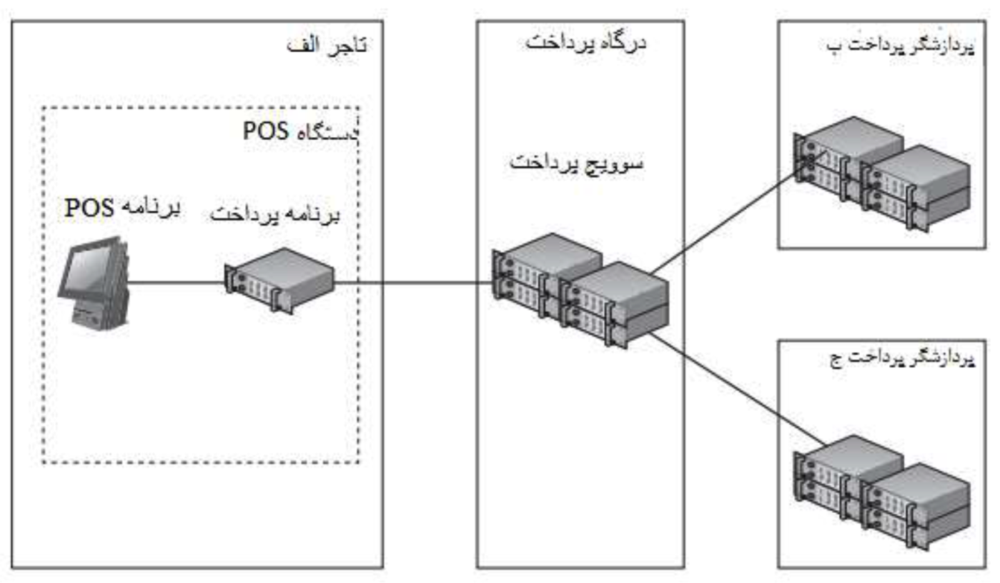 تاجر الف
درگاه پرداخت
پردازشگر پرداخت ب
دستگاه POS
سوویچ پرداخت
برنامه POS
برنامه پرداخت
پردازشگر پرداخت ج